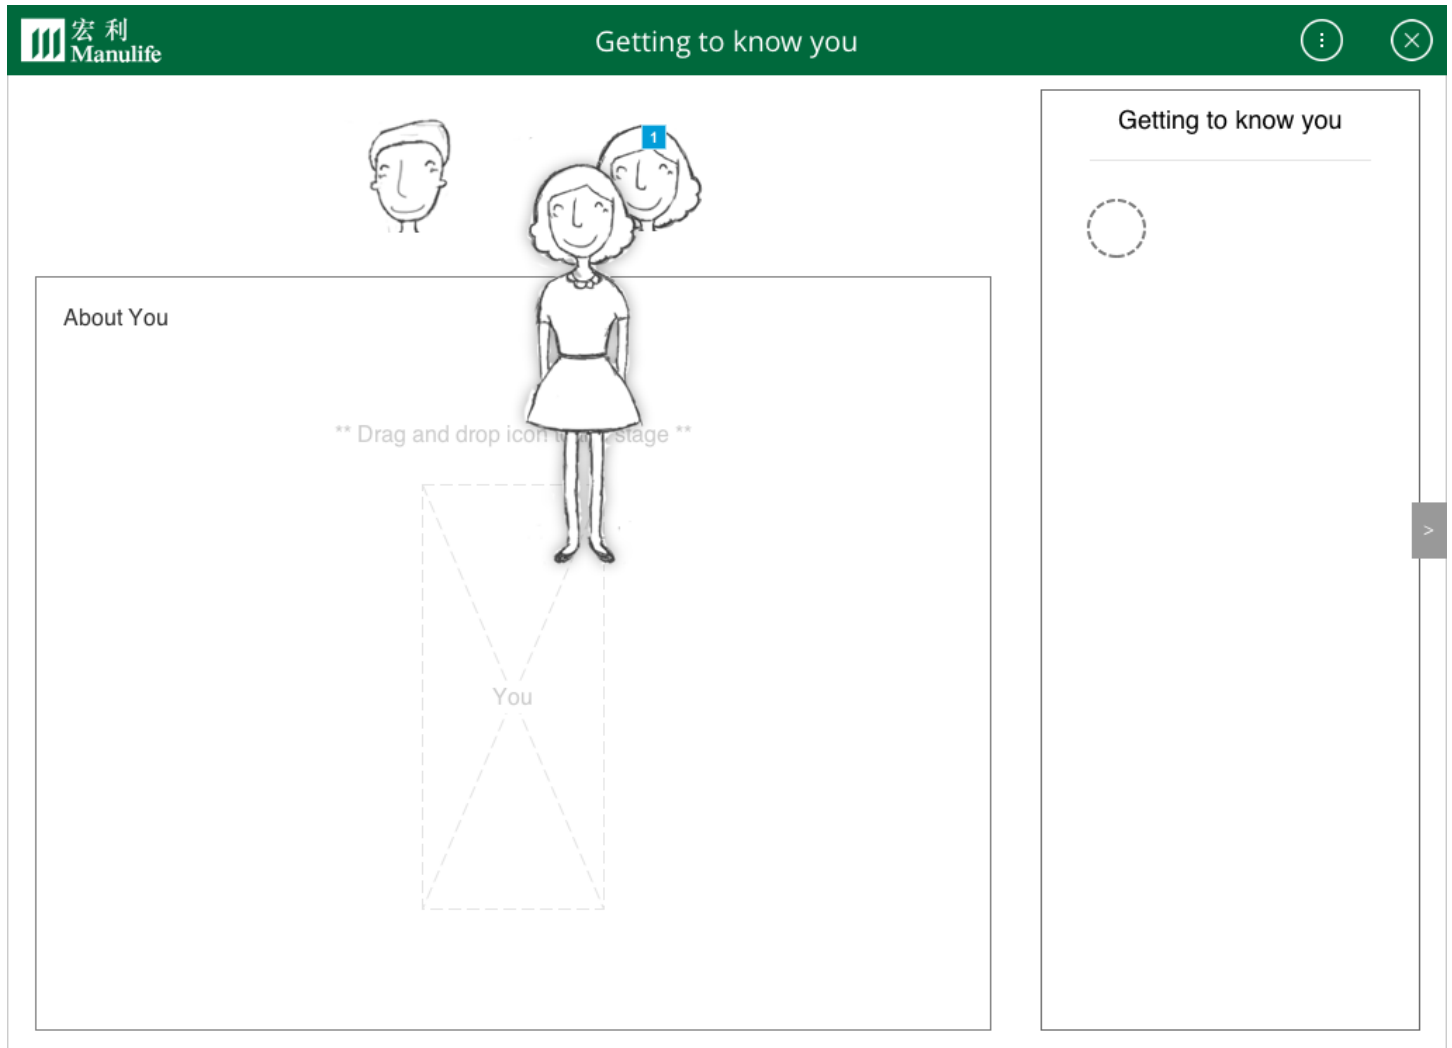 宏利
Manulife
Getting to know you
1
Getting to know you
About You
** Drag and drop icon stage **
>
You